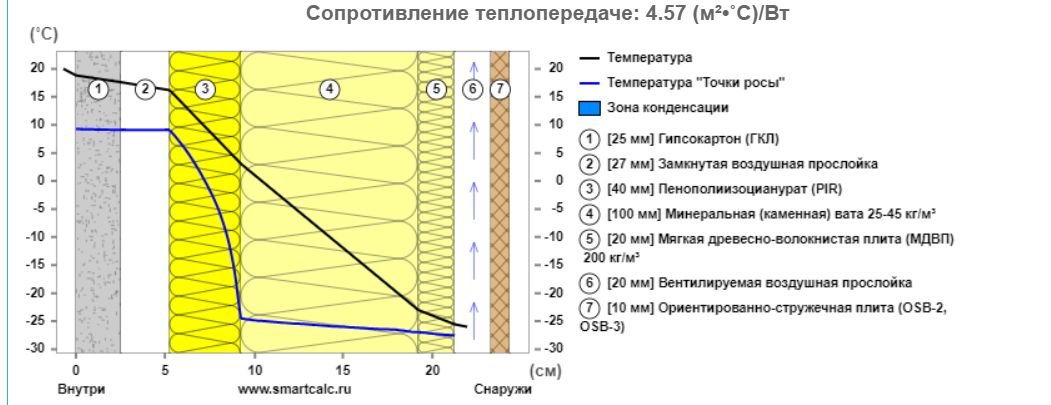 Сопротивление теплопередаче: 4.57 (м²•˚С)/Вт
(˚C)
20 20
15 15
10 10
5 5
0 0
-5 -5
-10 -10
-15 -15
-20 -20
-25 -25
-30 -30
1 2 3 4 5 6 7
0 5 10 15 20 (см)
Внутри www.smartcalc.ru Снаружи
Температура
Температура "Точки росы"
Зона конденсации
1 [25 мм] Гипсокартон (ГКЛ)
2 [27 мм] Замкнутая воздушная прослойка
3 [40 мм] Пенополиизоцианурат (PIR)
4 [100 мм] Минеральная (каменная) вата 25-45 кг/м³
5 [20 мм] Мягкая древесно-волокнистая плита (МДВП)
200 кг/м³
6 [20 мм] Вентилируемая воздушная прослойка
7 [10 мм] Ориентированно-стружечная плита (OSB-2,
OSB-3)